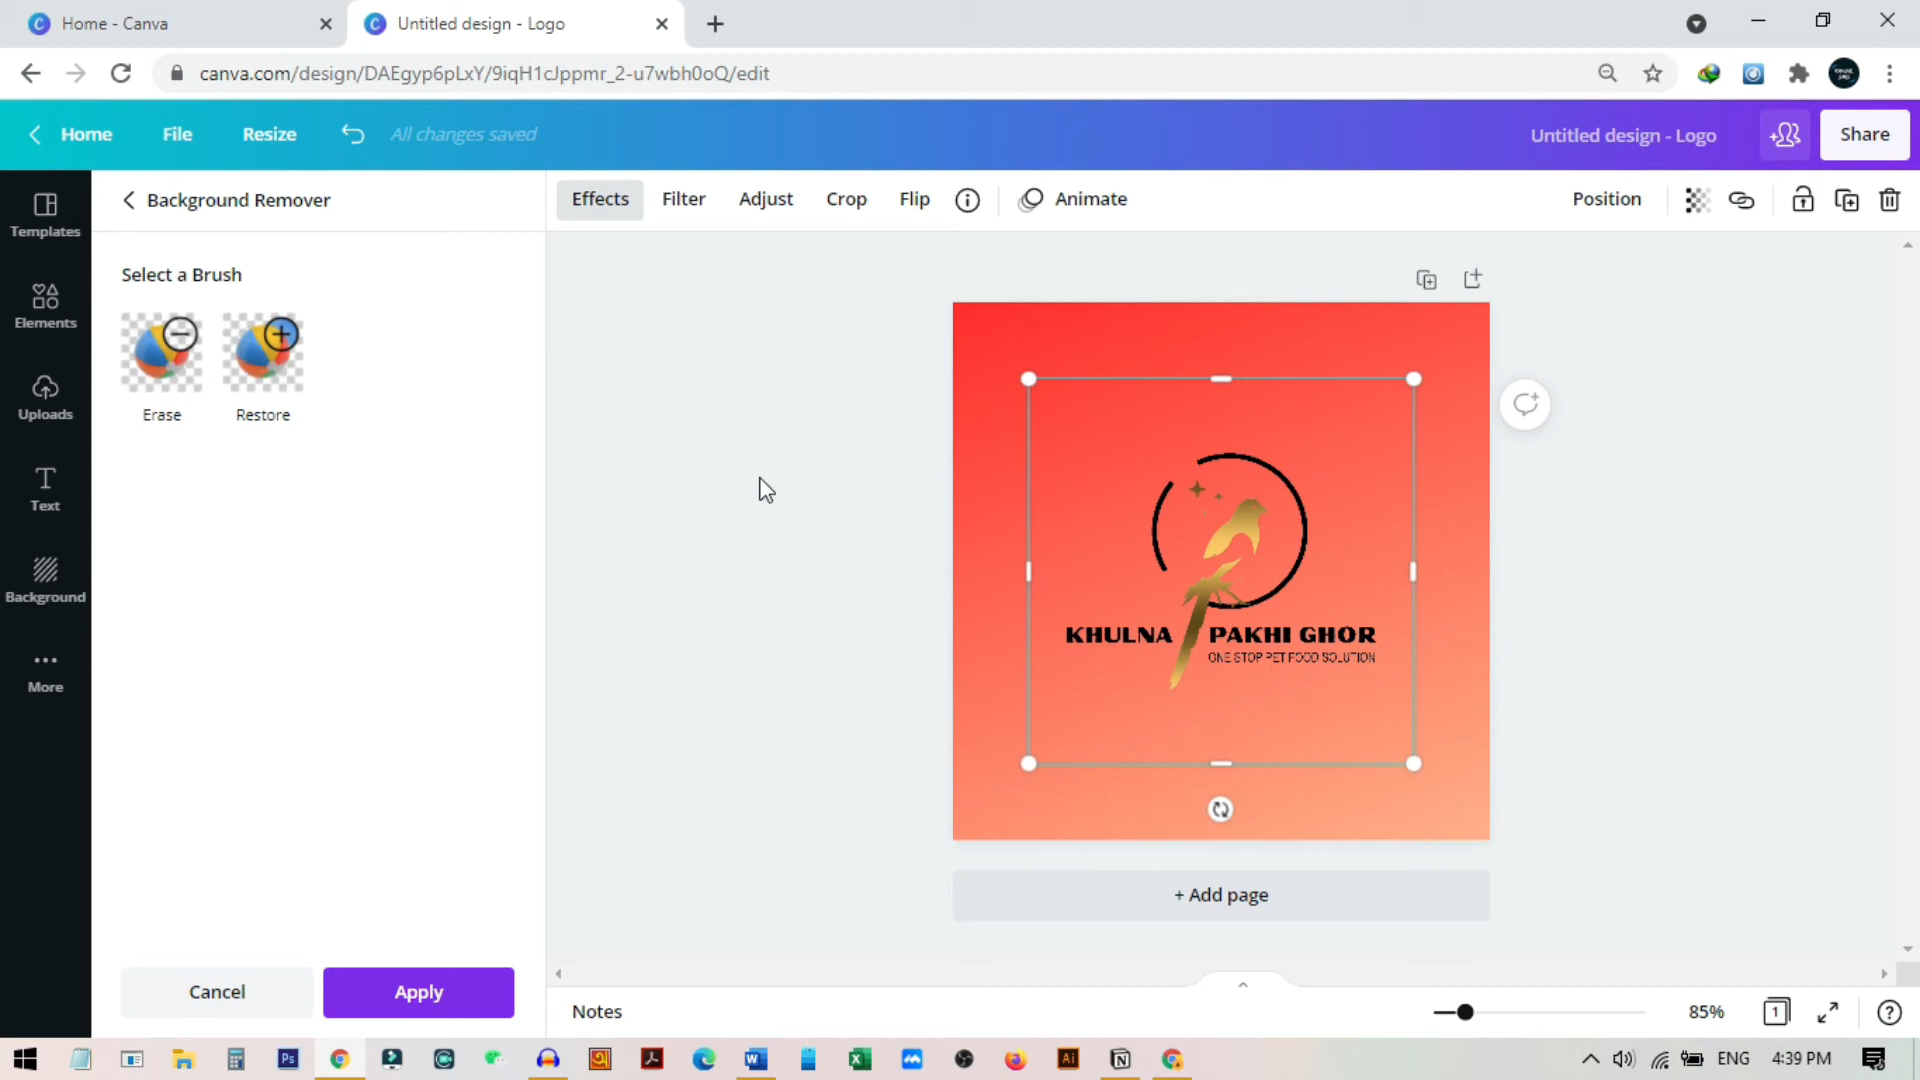 Home - Canva
Untitled design - Logo
canva.com/design/DAEgyp6pLxY/9iqH1cJppmr_2-u7wbh0oQ/edit
Home
File
Resize
All changes saved
Untitled design - Logo
Share
Templates
Elements
Uploads
Text
Background
More
Background Remover
Select a Brush
Erase
Restore
Cancel
Apply
Effects
Filter
Adjust
Crop
Flip
Animate
Position
KHULNA PAKHI GHOR
ONE STOP PET FOOD SOLUTION
+ Add page
Notes
85%
1
Ps
Ai
ENG
4:39 PM